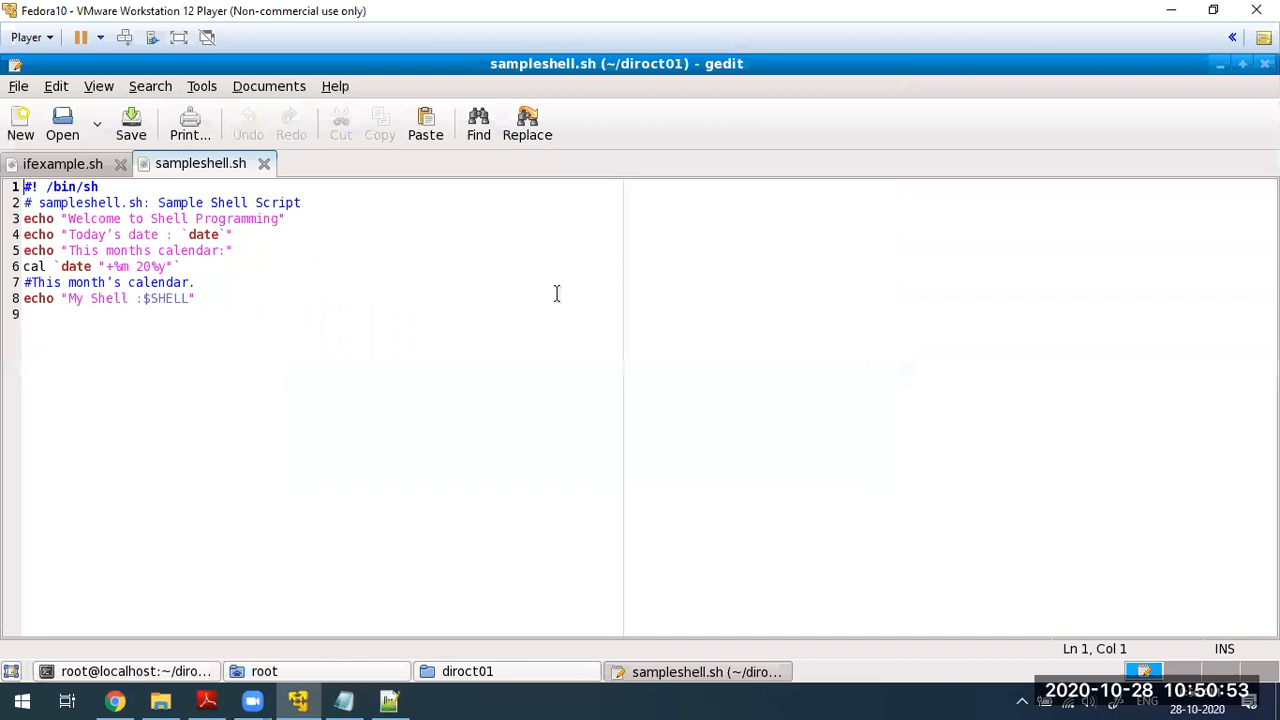 Fedora10 - VMware Workstation 12 Player (Non-commercial use only)
Player
sampleshell.sh (~/diroct01) - gedit
File Edit View Search Tools Documents Help
New Open Save Print... Undo Redo Cut Copy Paste Find Replace
ifexample.sh sampleshell.sh
1 #! /bin/sh
2 # sampleshell.sh: Sample Shell Script
3 echo "Welcome to Shell Programming"
4 echo "Today's date : `date`"
5 echo "This months calendar:"
6 cal `date "+%m 20%y"`
7 #This month's calendar.
8 echo "My Shell :$SHELL"
9
Ln 1, Col 1 INS
root@localhost:~/diro... root diroct01 sampleshell.sh (~/diro...
2020-10-28 10:50:53
ENG
28-10-2020